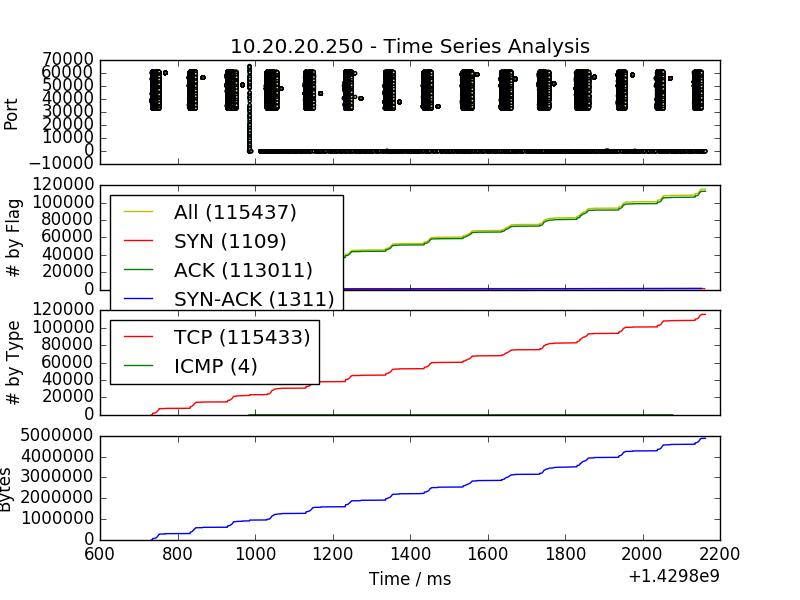 10.20.20.250 - Time Series Analysis
70000
60000
50000
40000
30000
20000
10000
0
−10000
Port
120000
100000
80000
60000
40000
20000
0
# by Flag
All (115437)
SYN (1109)
ACK (113011)
SYN-ACK (1311)
120000
100000
80000
60000
40000
20000
0
# by Type
TCP (115433)
ICMP (4)
5000000
4000000
3000000
2000000
1000000
0
Bytes
600 800 1000 1200 1400 1600 1800 2000 2200
Time / ms
+1.4298e9